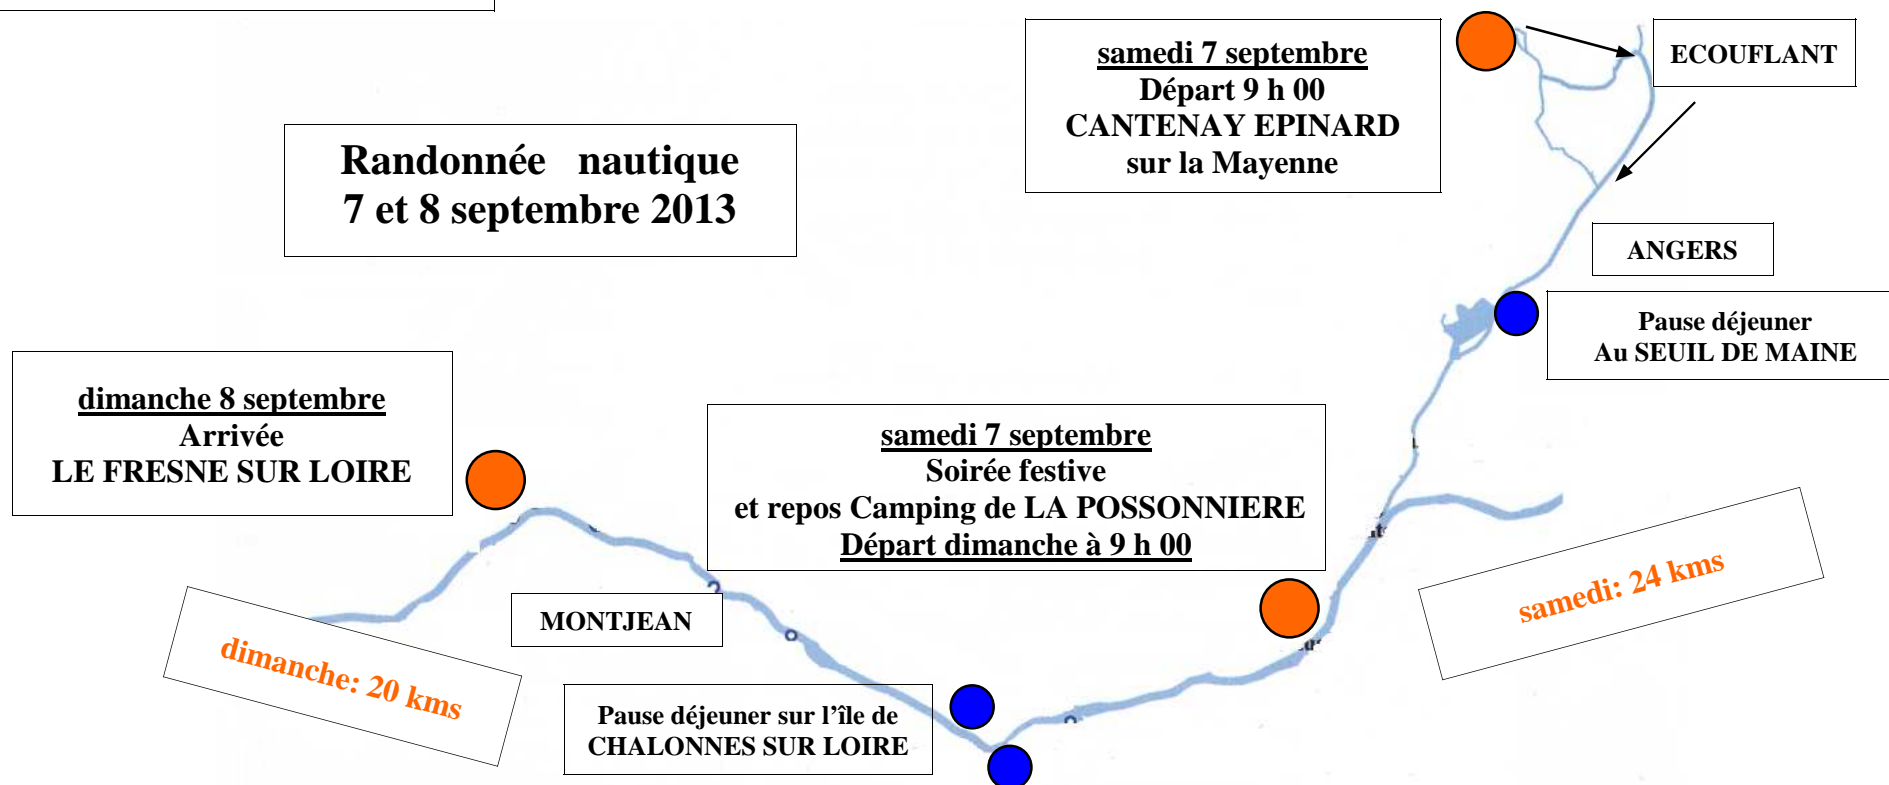 samedi 7 septembre
Départ 9 h 00
CANTENAY EPINARD
sur la Mayenne
ECOUFLANT
Randonnée nautique
7 et 8 septembre 2013
ANGERS
Pause déjeuner
Au SEUIL DE MAINE
dimanche 8 septembre
Arrivée
LE FRESNE SUR LOIRE
samedi 7 septembre
Soirée festive
et repos Camping de LA POSSONNIERE
Départ dimanche à 9 h 00
samedi: 24 kms
MONTJEAN
dimanche: 20 kms
Pause déjeuner sur l’île de
CHALONNES SUR LOIRE